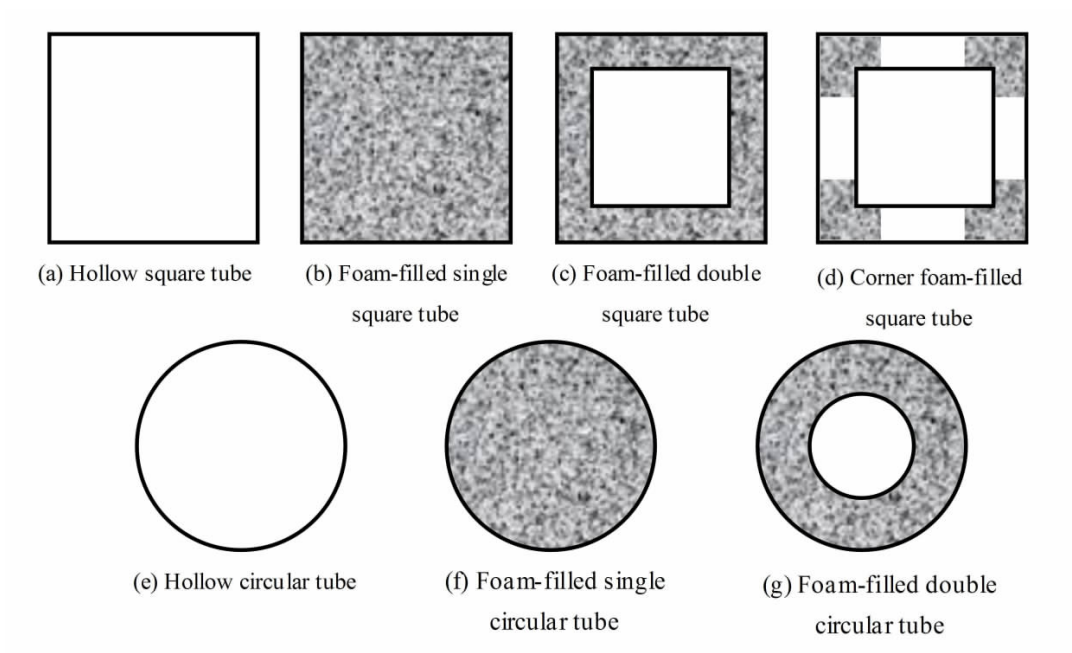 (a) Hollow square tube
(b) Foam-filled single
square tube
(c) Foam-filled double
square tube
(d) Corner foam-filled
square tube
(e) Hollow circular tube
(f) Foam-filled single
circular tube
(g) Foam-filled double
circular tube